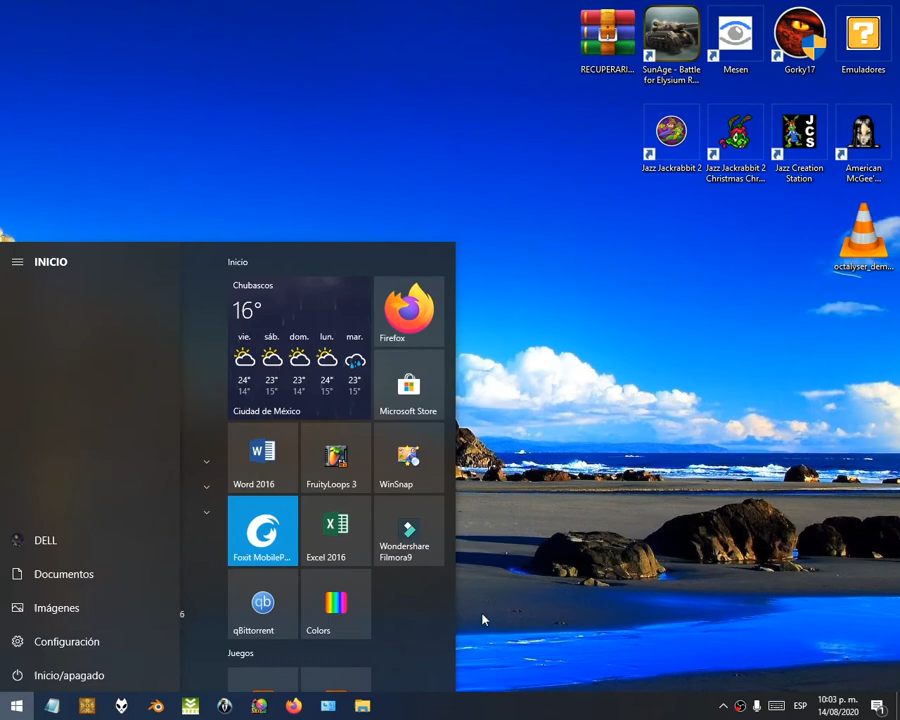 RECUPERARI...
SunAge - Battle
for Elysium R...
Mesen
Gorky17
Emuladores
Jazz Jackrabbit 2
Jazz Jackrabbit 2
Christmas Chr...
JCS
Jazz Creation
Station
American
McGee'...
octalyser_dem...
INICIO
Inicio
Chubascos
16°
vie. sáb. dom. lun. mar.
24° 23° 23° 24° 23°
14° 15° 14° 15° 15°
Ciudad de México
Firefox
Microsoft Store
Word 2016
FruityLoops 3
WinSnap
Foxit MobileP...
Excel 2016
Wondershare
Filmora9
qb
qBittorrent
Colors
Juegos
6
DELL
Documentos
Imágenes
Configuración
Inicio/apagado
ESP
10:03 p. m.
14/08/2020
1